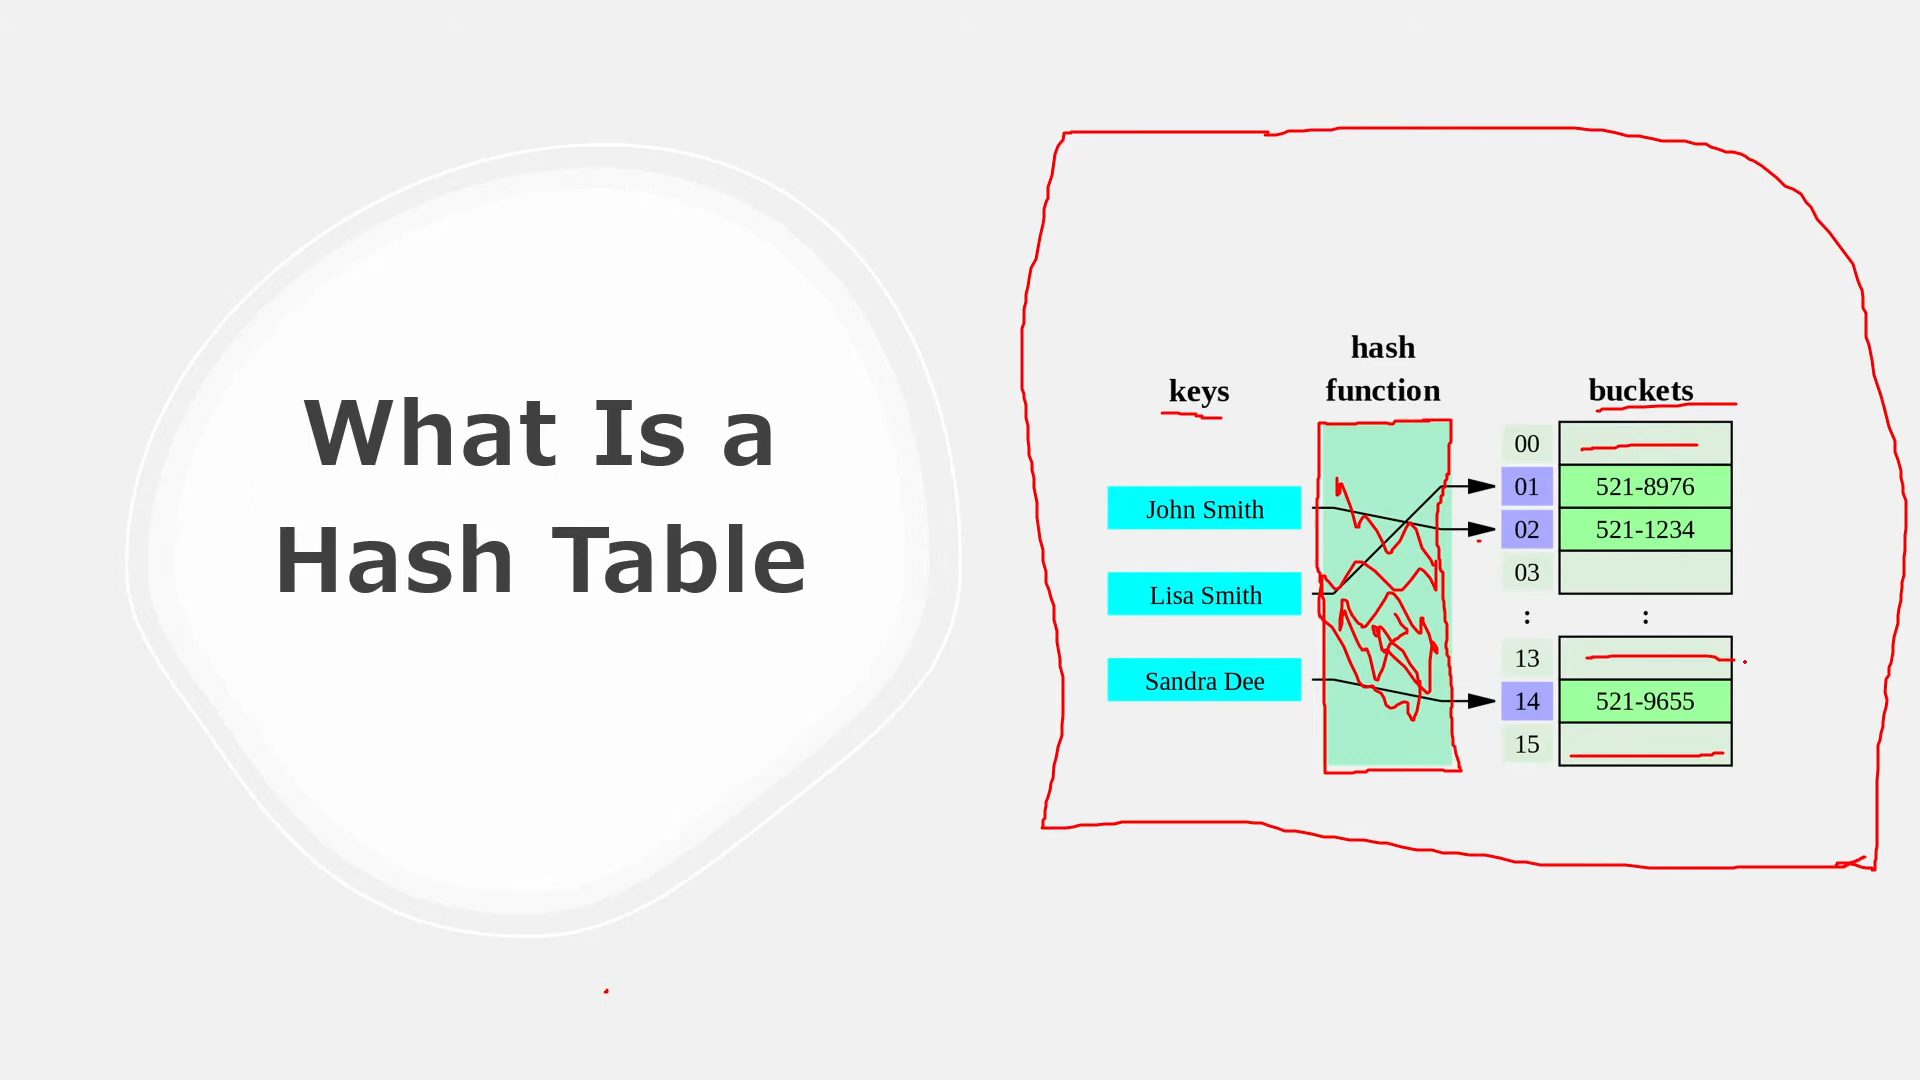 What Is a
Hash Table
keys
hash
function
buckets
John Smith
Lisa Smith
Sandra Dee
00
01 521-8976
02 521-1234
03
: :
13
14 521-9655
15